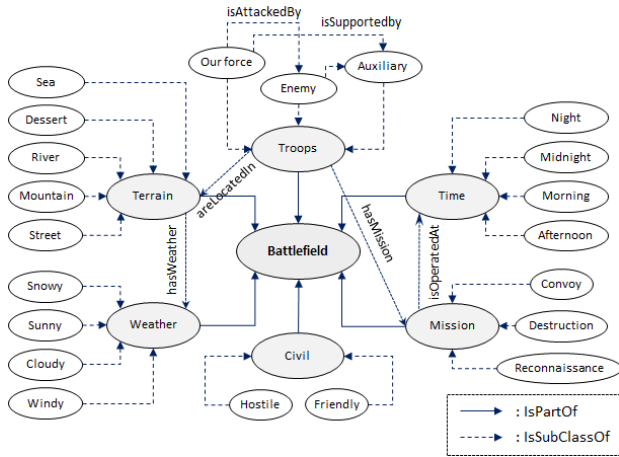 isAttackedBy
isSupportedby
Our force
Auxiliary
Enemy
Sea
Dessert
River
Mountain
Street
Terrain
areLocatedIn
Troops
Time
Night
Midnight
Morning
Afternoon
hasWeather
Battlefield
hasMission
isOperatedAt
Snowy
Sunny
Cloudy
Windy
Weather
Civil
Hostile
Friendly
Mission
Convoy
Destruction
Reconnaissance
: IsPartOf
: IsSubClassOf